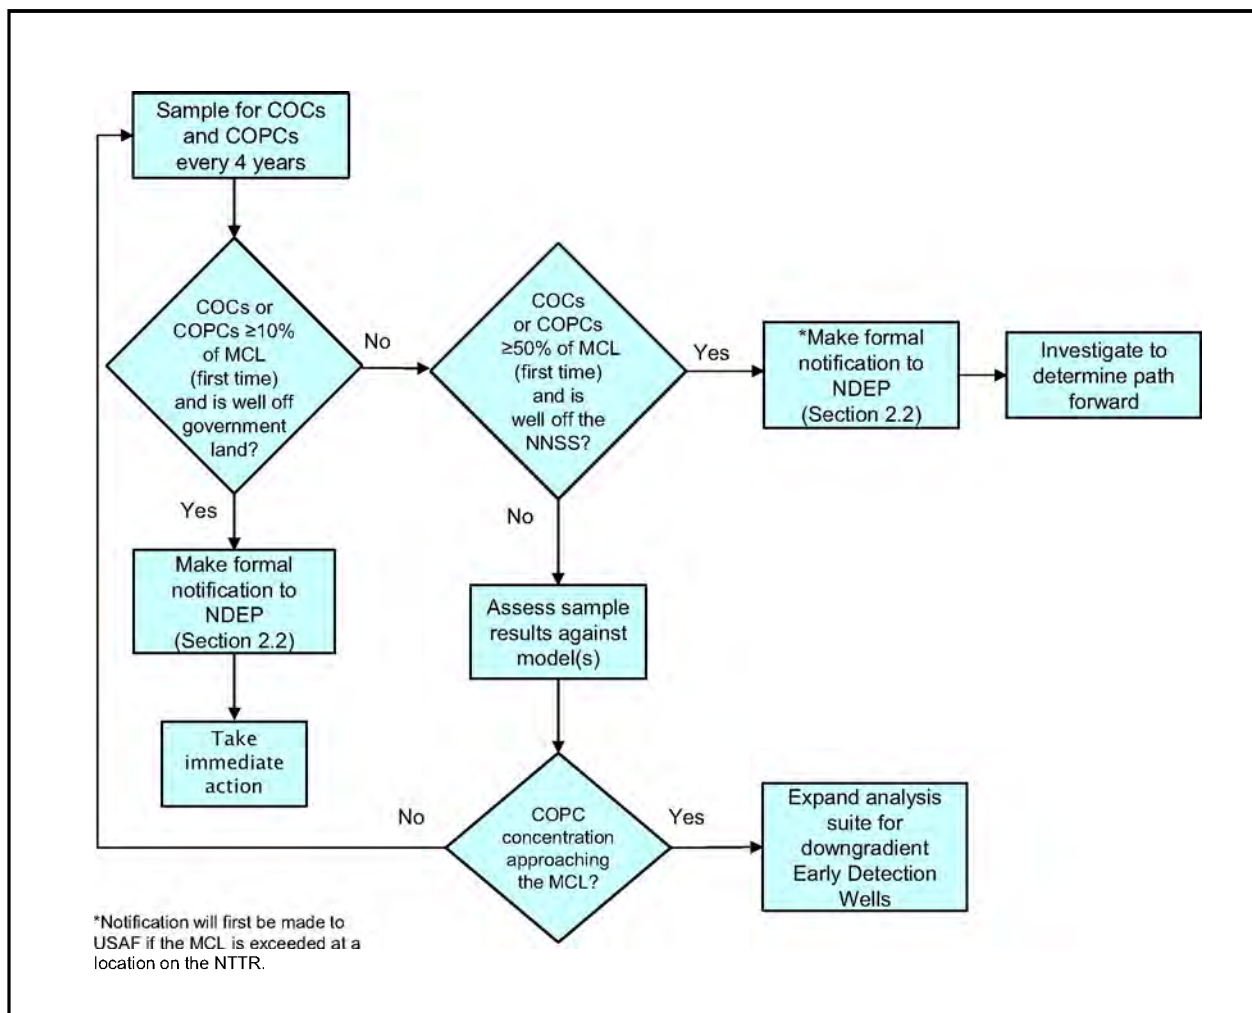 Sample for COCs
and COPCs
every 4 years
COCs or
COPCs ≥10%
of MCL
(first time)
and is well off
government
land?
No
COCs
or COPCs
≥50% of MCL
(first time)
and is
well off the
NNSS?
Yes
*Make formal
notification to
NDEP
(Section 2.2)
Investigate to
determine path
forward
Yes
No
Make formal
notification to
NDEP
(Section 2.2)
Assess sample
results against
model(s)
Take
immediate
action
No
COPC
concentration
approaching
the MCL?
Yes
Expand analysis
suite for
downgradient
Early Detection
Wells
*Notification will first be made to
USAF if the MCL is exceeded at a
location on the NTTR.